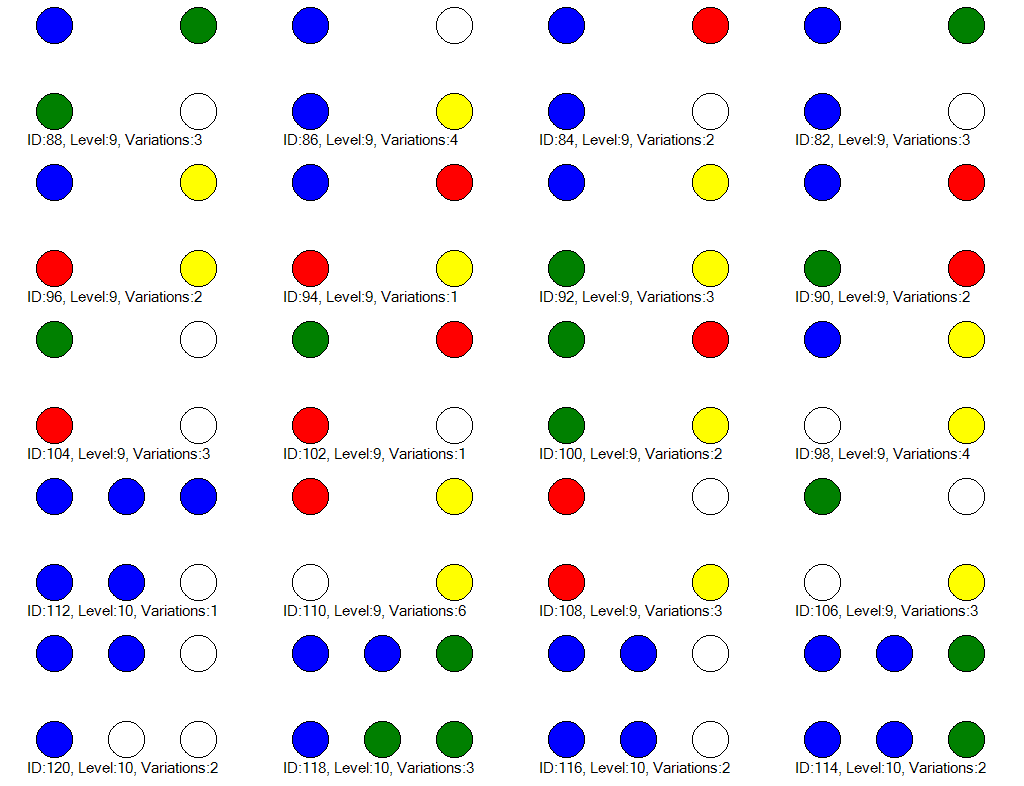 ID:88, Level:9, Variations:3
ID:86, Level:9, Variations:4
ID:84, Level:9, Variations:2
ID:82, Level:9, Variations:3
ID:96, Level:9, Variations:2
ID:94, Level:9, Variations:1
ID:92, Level:9, Variations:3
ID:90, Level:9, Variations:2
ID:104, Level:9, Variations:3
ID:102, Level:9, Variations:1
ID:100, Level:9, Variations:2
ID:98, Level:9, Variations:4
ID:112, Level:10, Variations:1
ID:110, Level:9, Variations:6
ID:108, Level:9, Variations:3
ID:106, Level:9, Variations:3
ID:120, Level:10, Variations:2
ID:118, Level:10, Variations:3
ID:116, Level:10, Variations:2
ID:114, Level:10, Variations:2